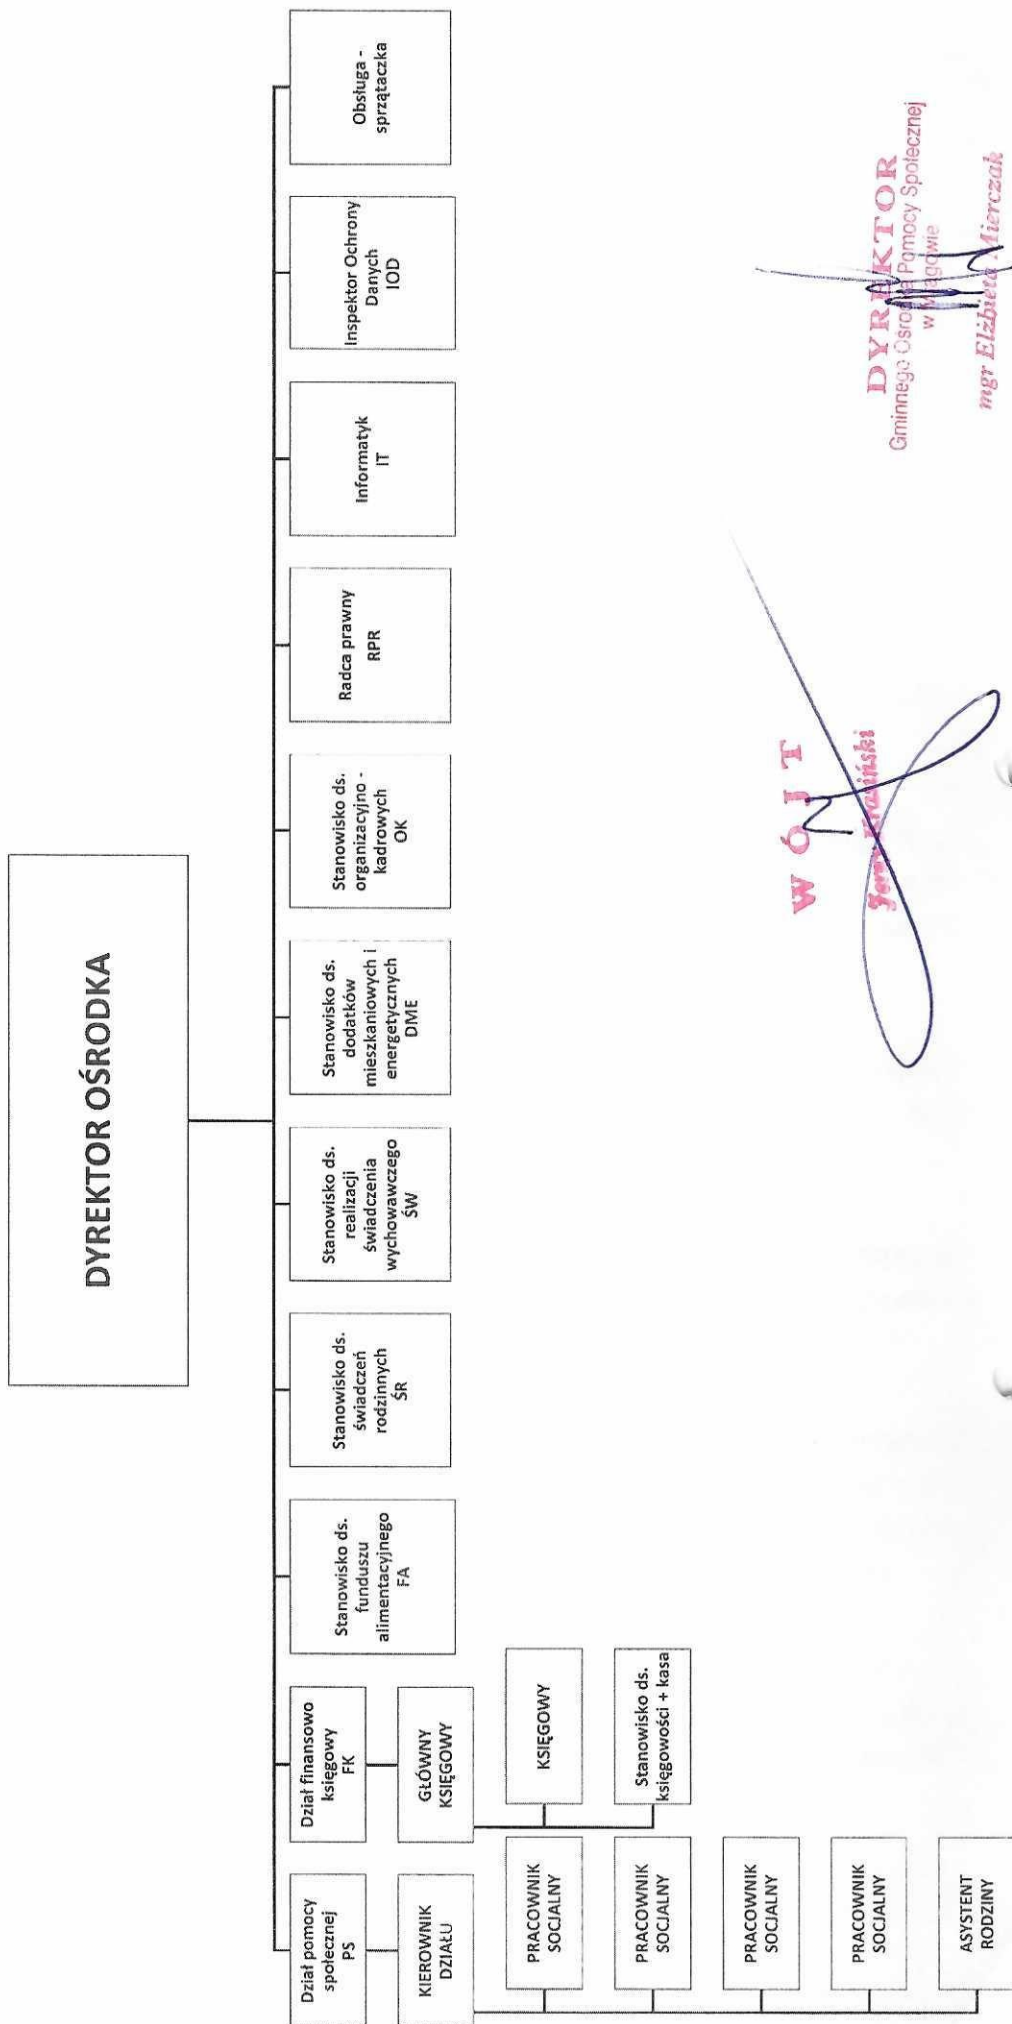 DYREKTOR OŚRODKA
Dział pomocy
społecznej
PS
Dział finansowo
księgowy
FK
Stanowisko ds.
funduszu
alimentacyjnego
FA
Stanowisko ds.
świadczeń
rodzinnych
ŚR
Stanowisko ds.
realizacji
świadczenia
wychowawczego
ŚW
Stanowisko ds.
dodatków
mieszkaniowych i
energetycznych
DME
Stanowisko ds.
organizacyjno -
kadrowych
OK
Radca prawny
RPR
Informatyk
IT
Inspektor Ochrony
Danych
IOD
Obsługa -
sprzątaczka
KIEROWNIK
DZIAŁU
PRACOWNIK
SOCJALNY
PRACOWNIK
SOCJALNY
PRACOWNIK
SOCJALNY
PRACOWNIK
SOCJALNY
ASYSTENT
RODZINY
GŁÓWNY
KSIĘGOWY
KSIĘGOWY
Stanowisko ds.
księgowości + kasa
WÓJT
Krasiński
DYREKTOR
Gminnego Ośrodka Pomocy Społecznej
w Mrągowie
mgr Elżbieta Mierczak